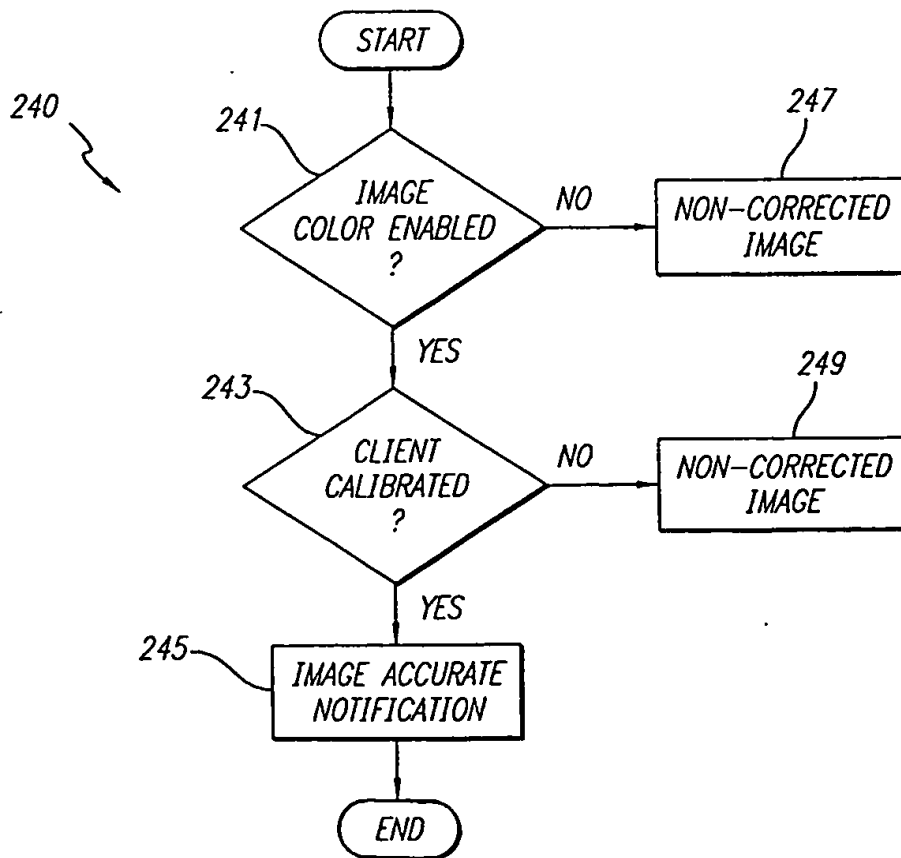 START
240
241
247
IMAGE
COLOR ENABLED
?
NO
NON-CORRECTED
IMAGE
YES
243
249
CLIENT
CALIBRATED
?
NO
NON-CORRECTED
IMAGE
YES
245
IMAGE ACCURATE
NOTIFICATION
END